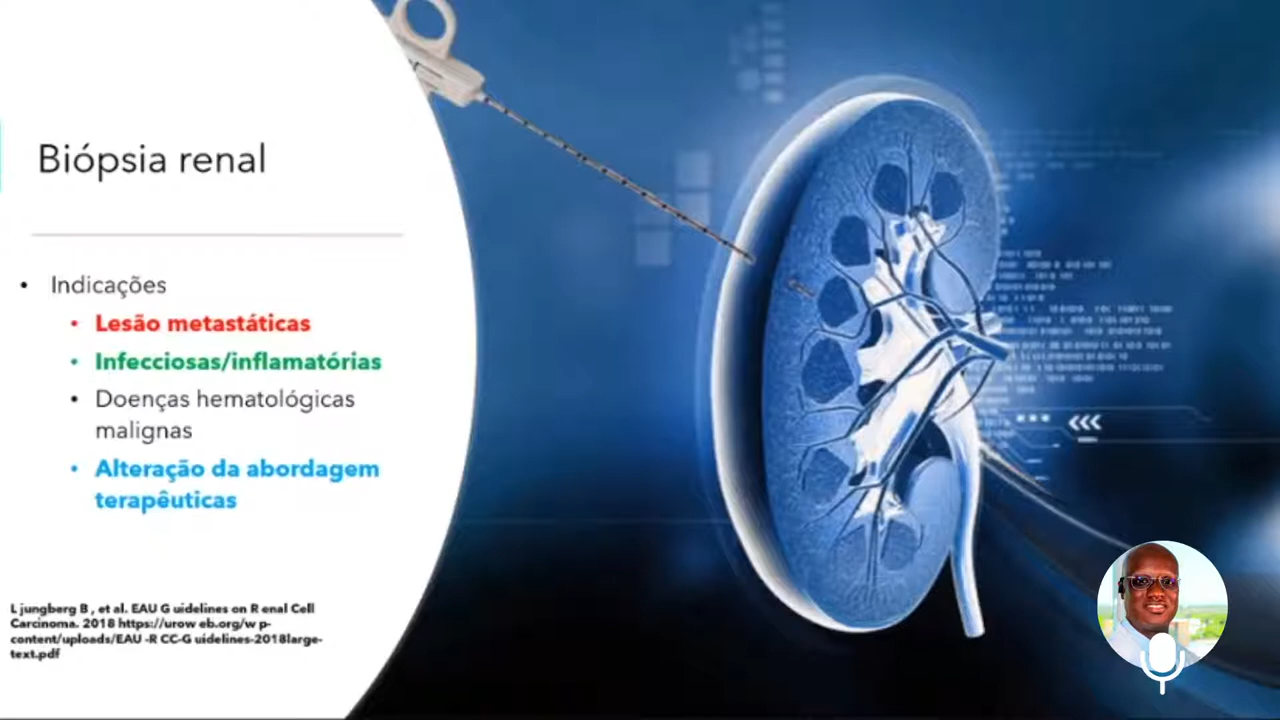 Biópsia renal
• Indicações
• Lesão metastáticas
• Infecciosas/inflamatórias
• Doenças hematológicas
malignas
• Alteração da abordagem
terapêuticas
L jungberg B , et al. EAU G uidelines on R enal Cell
Carcinoma. 2018 https://urow eb.org/w p-
content/uploads/EAU -R CC-G uidelines-2018large-
text.pdf